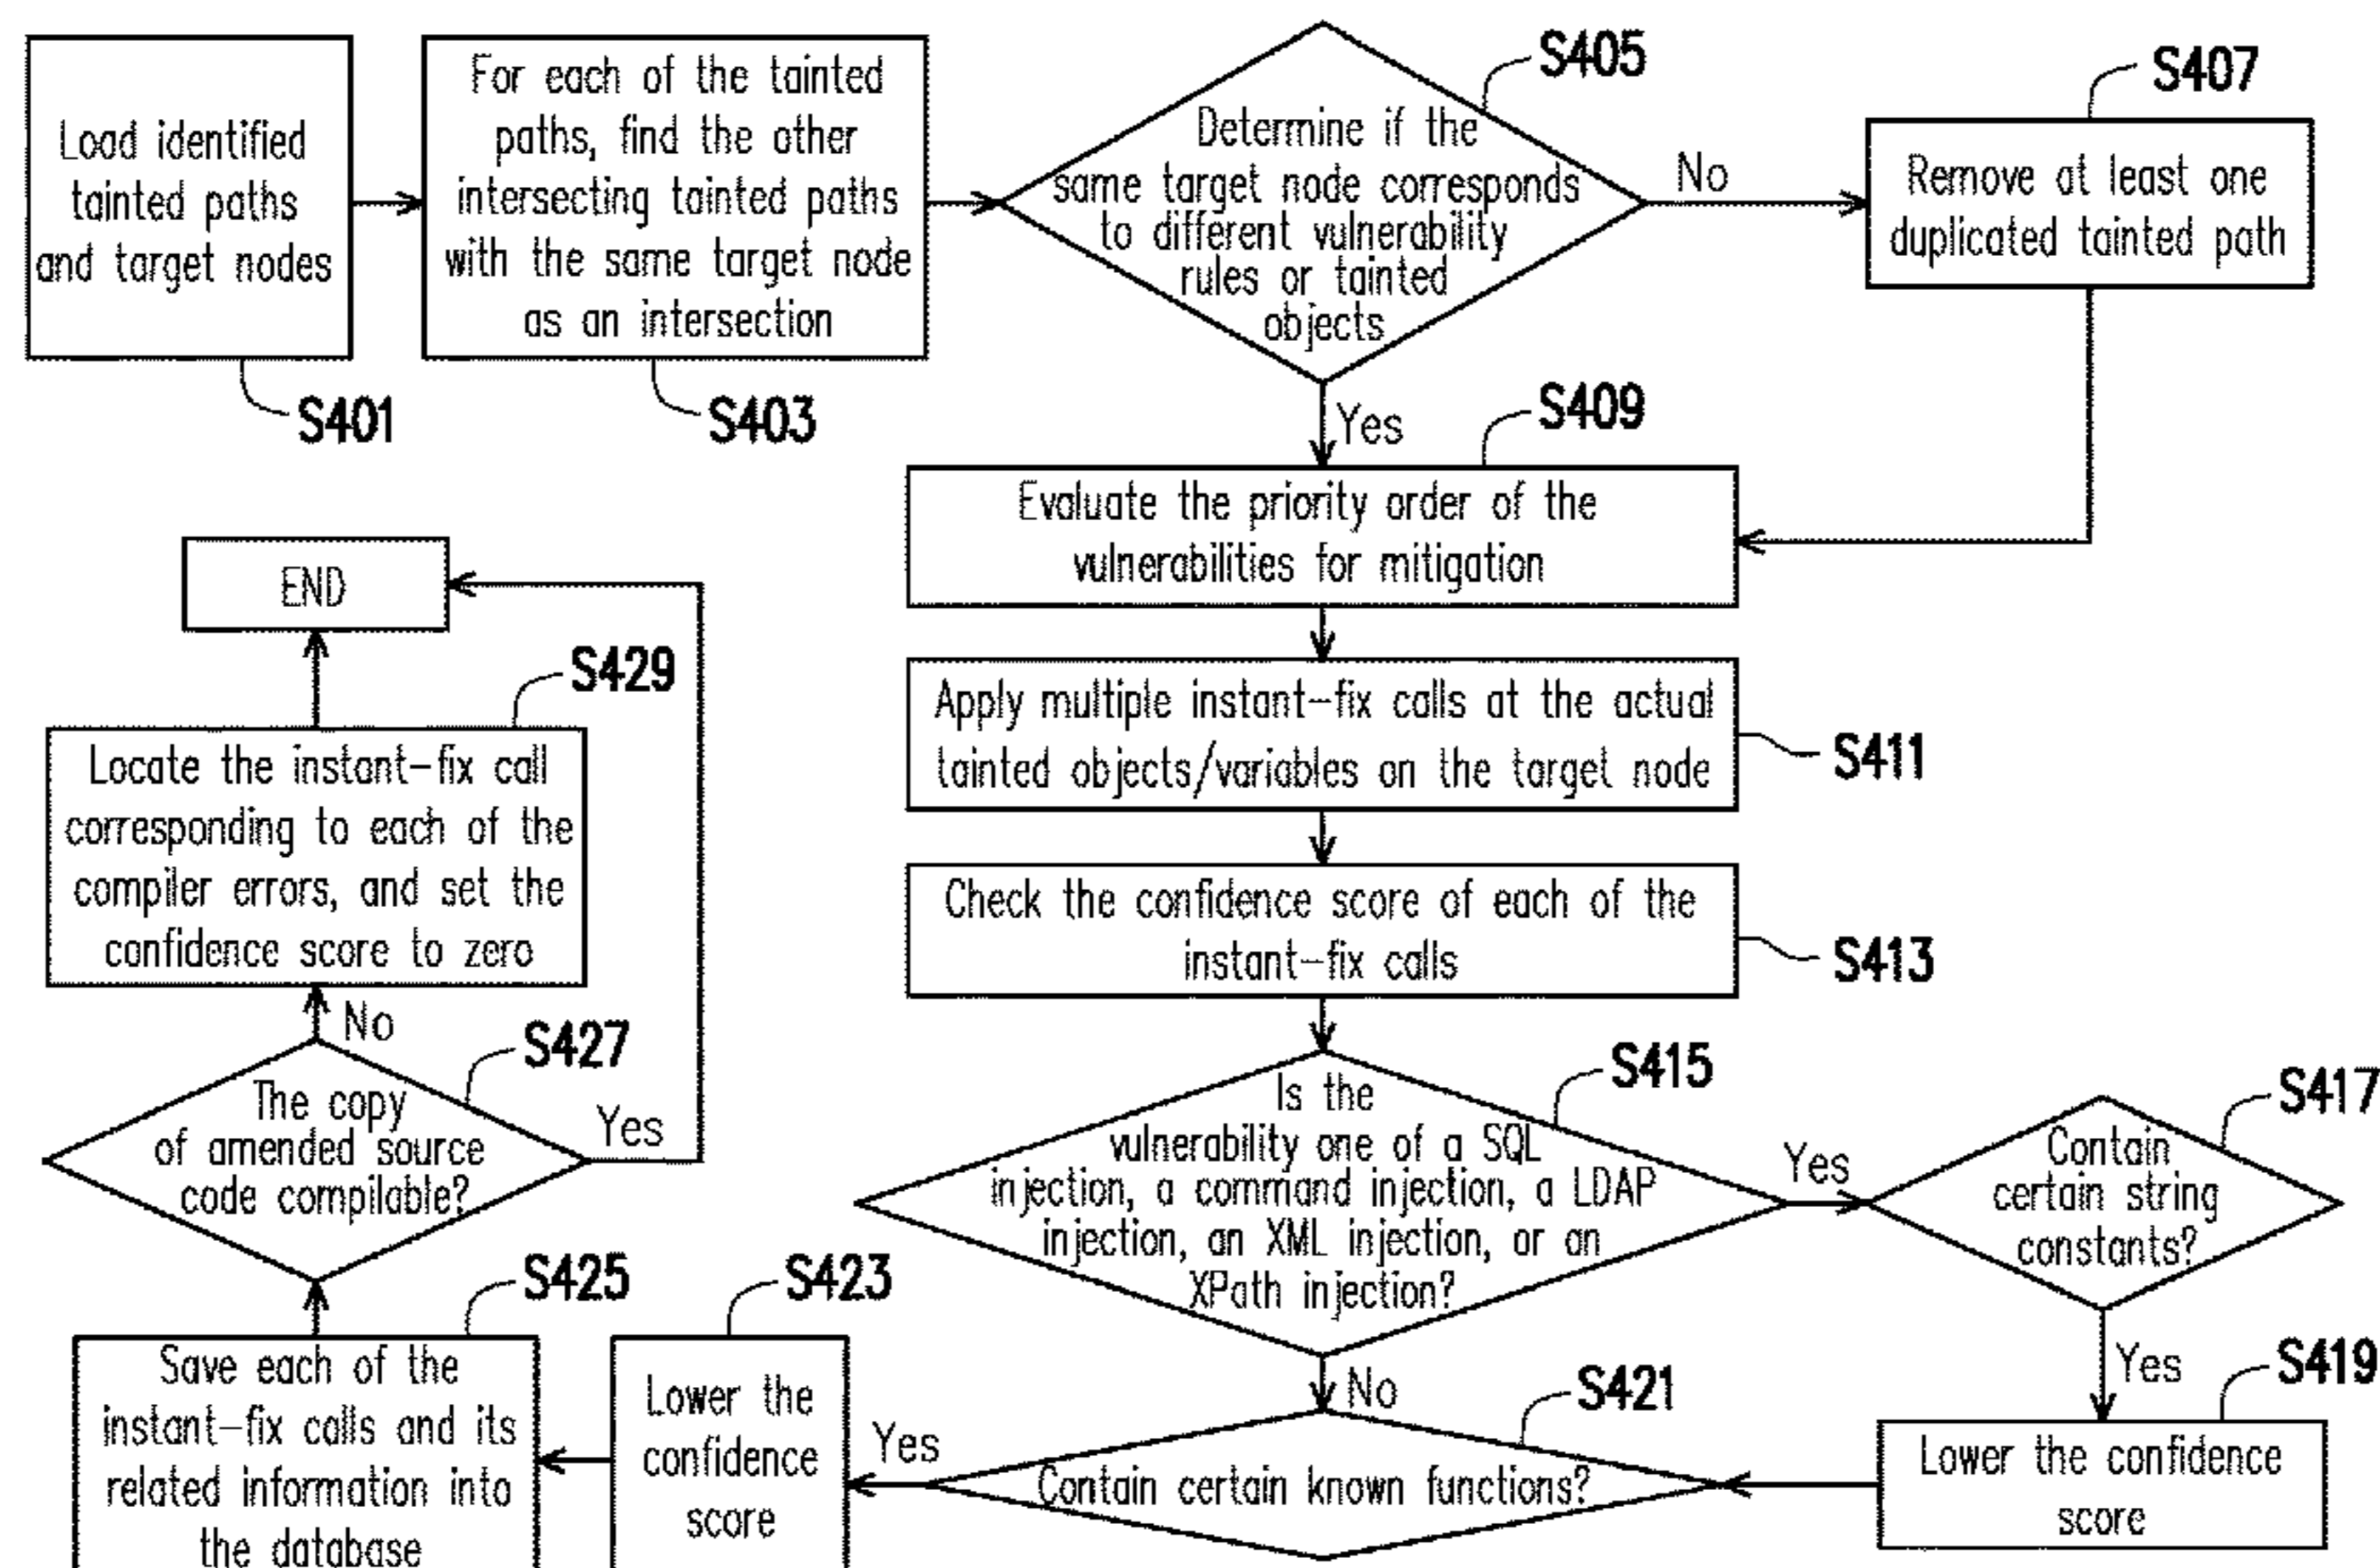 Load identified
tainted paths
and target nodes
S401
For each of the tainted
paths, find the other
intersecting tainted paths
with the same target node
as an intersection
S403
Determine if the
same target node corresponds
to different vulnerability
rules or tainted
objects
S405
No
Remove at least one
duplicated tainted path
S407
Yes
Evaluate the priority order of the
vulnerabilities for mitigation
S409
Apply multiple instant-fix calls at the actual
tainted objects/variables on the target node
S411
Check the confidence score of each of the
instant-fix calls
S413
Is the
vulnerability one of a SQL
injection, a command injection, a LDAP
injection, an XML injection, or an
XPath injection?
S415
Yes
Contain
certain string
constants?
S417
Yes
Lower the confidence
score
S419
No
Contain certain known functions?
S421
Yes
Lower the
confidence
score
S423
Save each of the
instant-fix calls and its
related information into
the database
S425
The copy
of amended source
code compilable?
S427
Yes
No
Locate the instant-fix call
corresponding to each of the
compiler errors, and set the
confidence score to zero
S429
END